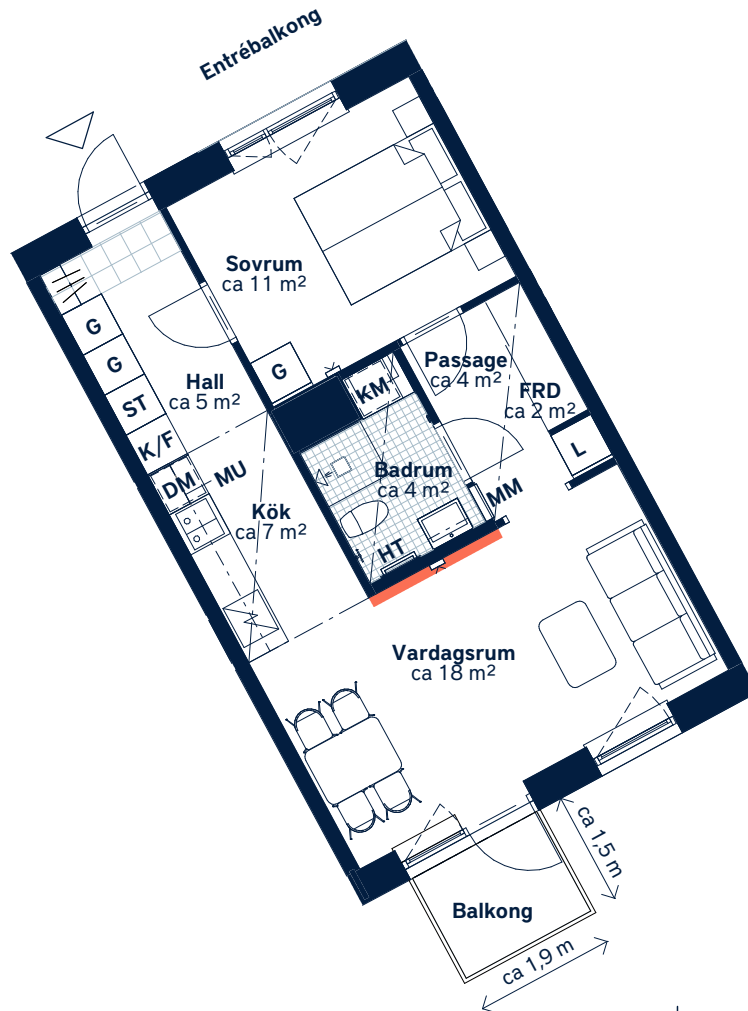 Entrébalkong
Sovrum
ca 11 m²
G
G
ST
K/F
DM
MU
Hall
ca 5 m²
G
KM
Passage
ca 4 m²
FRD
ca 2 m²
L
Badrum
ca 4 m²
MM
HT
Kök
ca 7 m²
Vardagsrum
ca 18 m²
Balkong
ca 1,5 m
ca 1,9 m